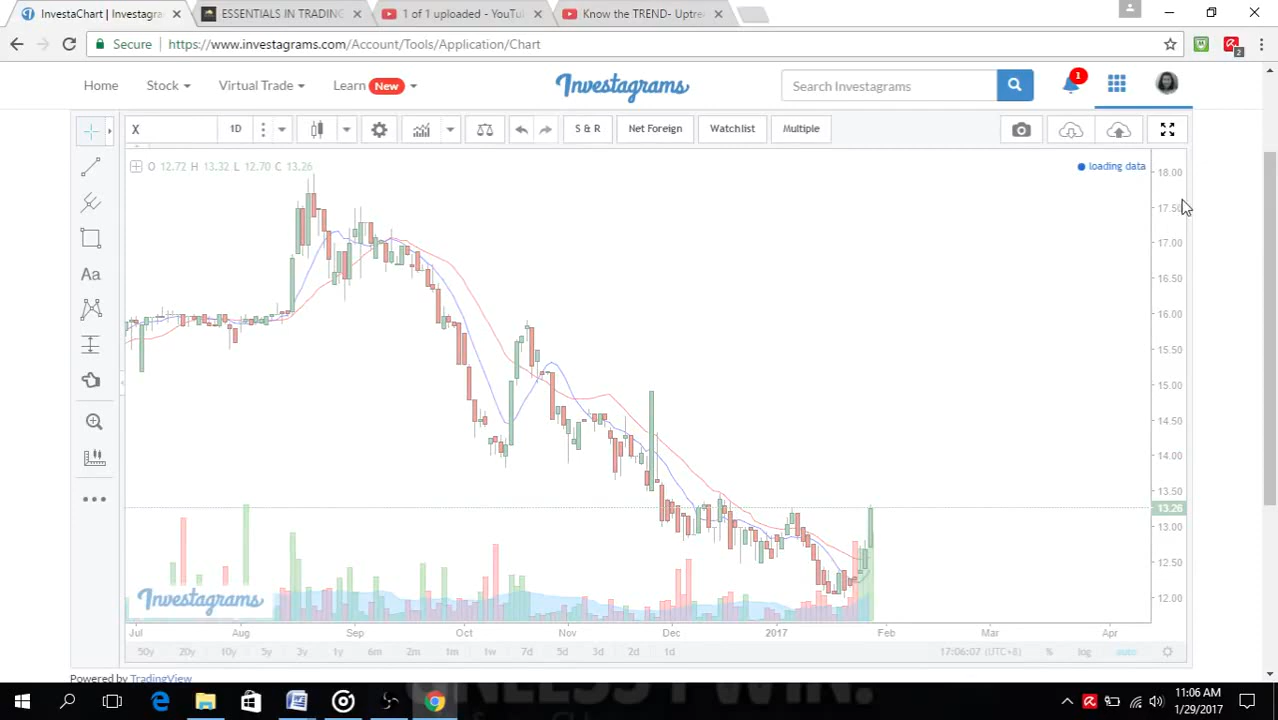 InvestaChart | Investagra
ESSENTIALS IN TRADING
1 of 1 uploaded - YouTu
Know the TREND- Uptre
Secure
https://www.investagrams.com/Account/Tools/Application/Chart
2
Home
Stock
Virtual Trade
Learn New
Investagrams
Search Investagrams
1
X
1D
S & R
Net Foreign
Watchlist
Multiple
O 12.72 H 13.32 L 12.70 C 13.26
loading data
Aa
18.00
17.50
17.00
16.50
16.00
15.50
15.00
14.50
14.00
13.50
13.26
13.00
12.50
12.00
Investagrams
Jul Aug Sep Oct Nov Dec 2017 Feb Mar Apr
50y 20y 10y 5y 3y 1y 6m 2m 1m 1w 7d 5d 3d 2d 1d
17:06:07 (UTC+8) % log auto
Powered by TradingView
11:06 AM
1/29/2017